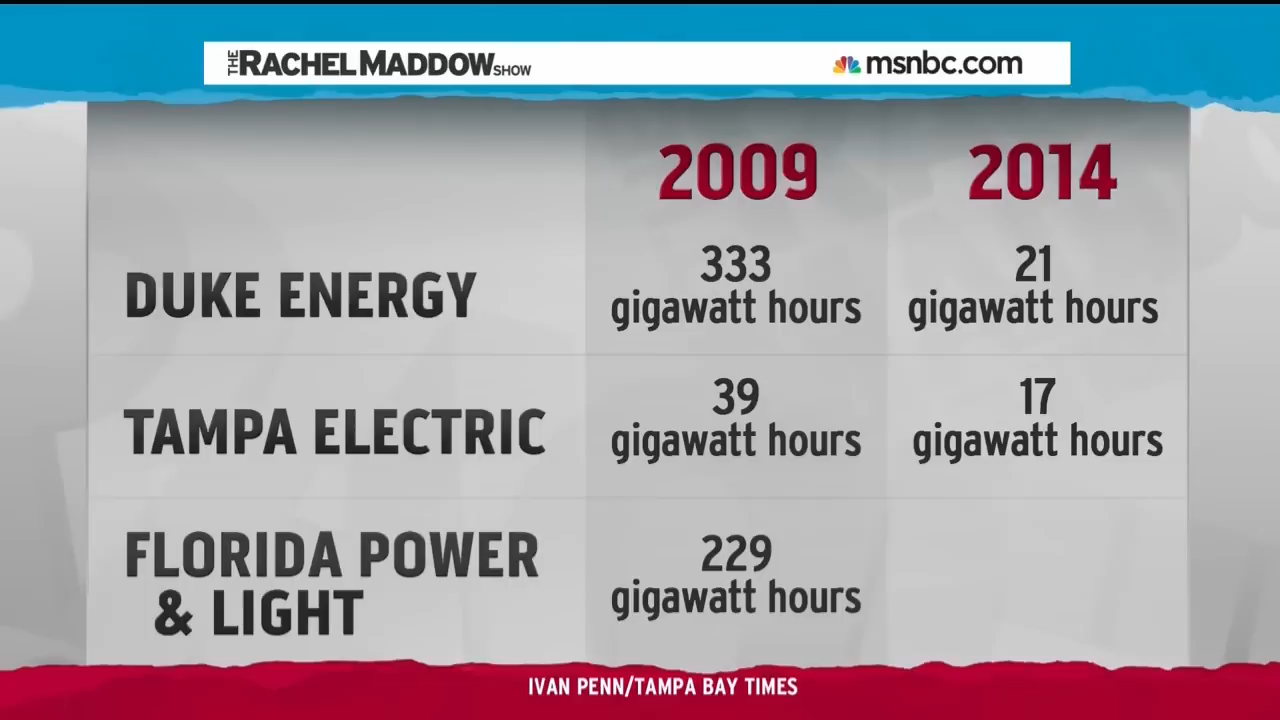 THE RACHEL MADDOW SHOW
msnbc.com
2009 2014
DUKE ENERGY
333 gigawatt hours
21 gigawatt hours
TAMPA ELECTRIC
39 gigawatt hours
17 gigawatt hours
FLORIDA POWER
& LIGHT
229 gigawatt hours
IVAN PENN/TAMPA BAY TIMES